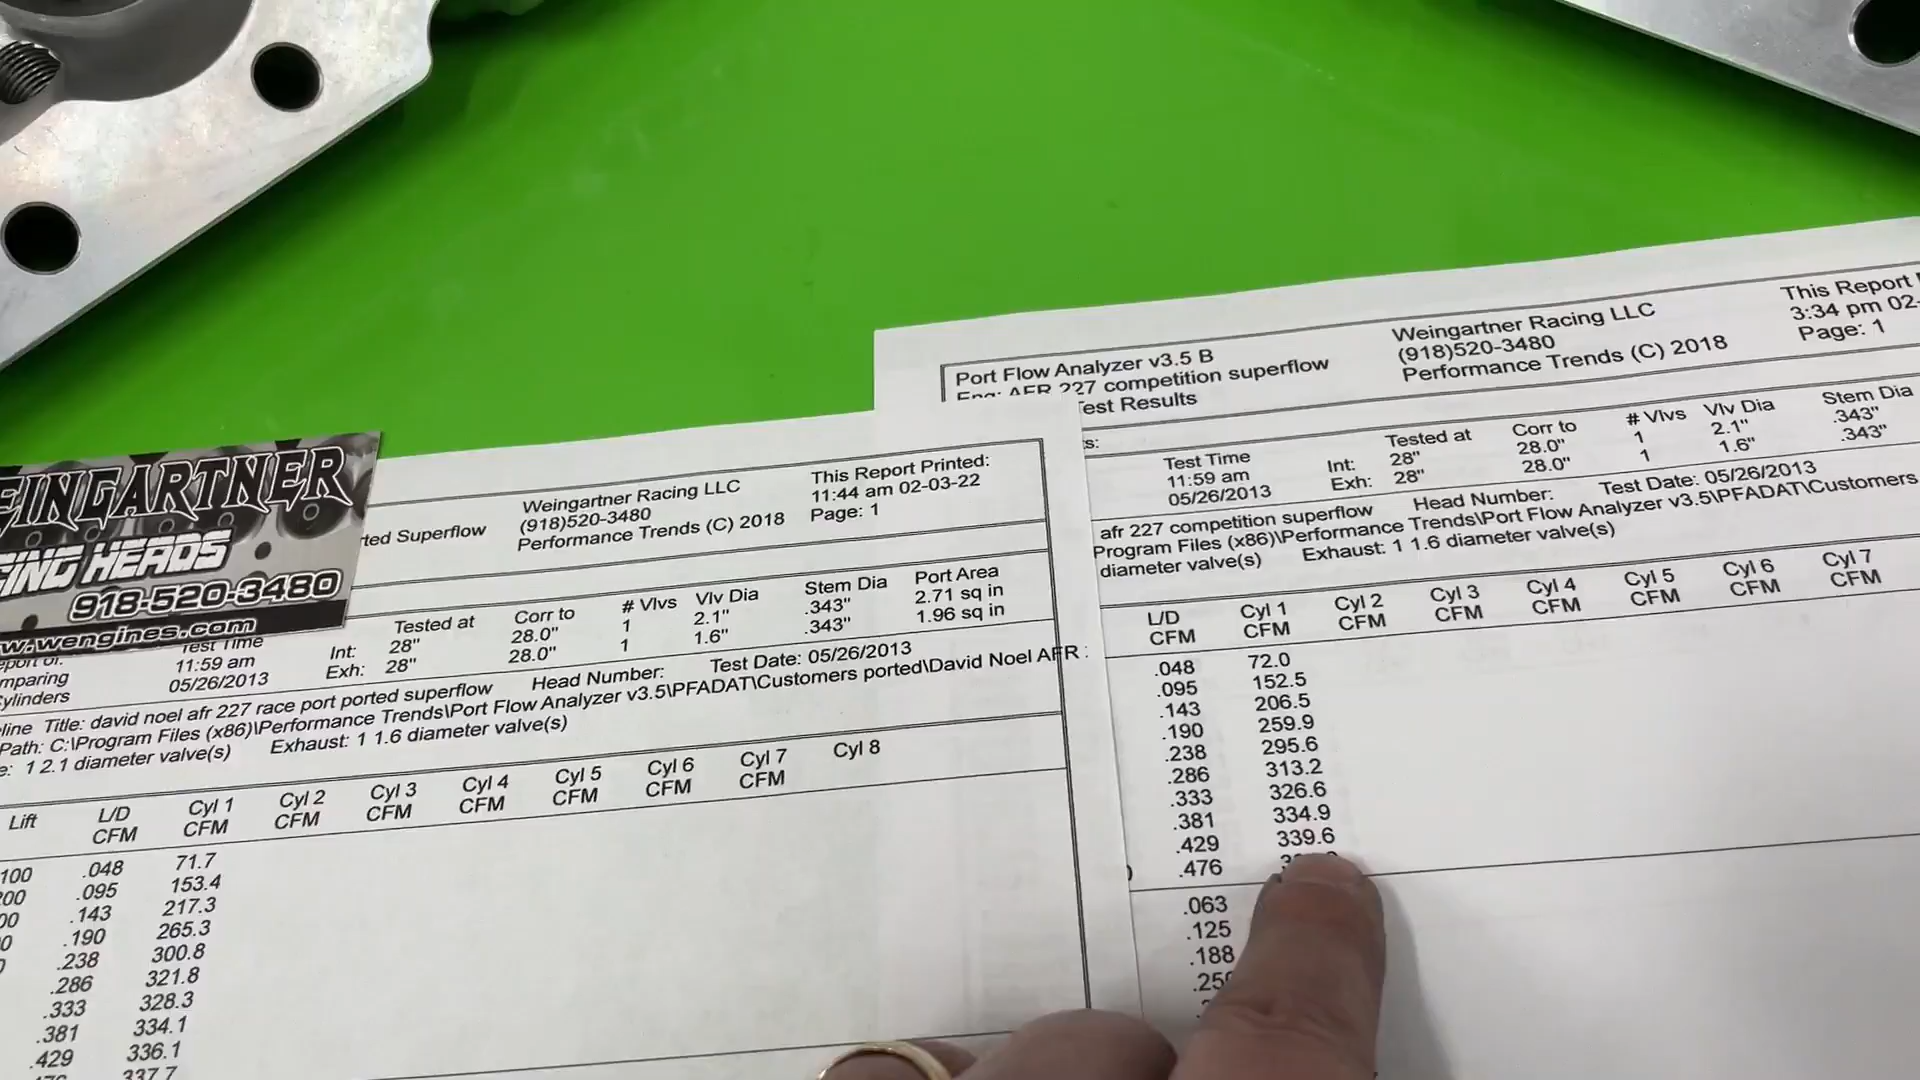 EINGARTNER
ING HEADS
918-520-3480
w.wengines.com
ted Superflow
Weingartner Racing LLC
(918)520-3480
Performance Trends (C) 2018
This Report Printed:
11:44 am 02-03-22
Page: 1
mparing
Cylinders
Test Time
11:59 am
05/26/2013
Tested at
Int: 28"
Exh: 28"
Corr to
28.0"
28.0"
# Vlvs
1
1
Vlv Dia
2.1"
1.6"
Stem Dia
.343"
.343"
Port Area
2.71 sq in
1.96 sq in
Head Number:
Test Date: 05/26/2013
line Title: david noel afr 227 race port ported superflow
Path: C:\Program Files (x86)\Performance Trends\Port Flow Analyzer v3.5\PFADAT\Customers ported\David Noel AFR
e: 1 2.1 diameter valve(s) Exhaust: 1 1.6 diameter valve(s)
Lift L/D Cyl 1 Cyl 2 Cyl 3 Cyl 4 Cyl 5 Cyl 6 Cyl 7 Cyl 8
CFM CFM CFM CFM CFM CFM CFM CFM
100 .048 71.7
00 .095 153.4
00 .143 217.3
0 .190 265.3
.238 300.8
.286 321.8
.333 328.3
.381 334.1
.429 336.1
337.7
Port Flow Analyzer v3.5 B
AFR 227 competition superflow
Test Results
Weingartner Racing LLC
(918)520-3480
Performance Trends (C) 2018
This Report
3:34 pm 02-
Page: 1
s:
Test Time
11:59 am
05/26/2013
Tested at
Int: 28"
Exh: 28"
Corr to
28.0"
28.0"
# Vlvs
1
1
Vlv Dia
2.1"
1.6"
Stem Dia
.343"
.343"
afr 227 competition superflow Head Number: Test Date: 05/26/2013
Program Files (x86)\Performance Trends\Port Flow Analyzer v3.5\PFADAT\Customers
diameter valve(s) Exhaust: 1 1.6 diameter valve(s)
L/D Cyl 1 Cyl 2 Cyl 3 Cyl 4 Cyl 5 Cyl 6 Cyl 7
CFM CFM CFM CFM CFM CFM CFM CFM
.048 72.0
.095 152.5
.143 206.5
.190 259.9
.238 295.6
.286 313.2
.333 326.6
.381 334.9
.429 339.6
.476
.063
.125
.188